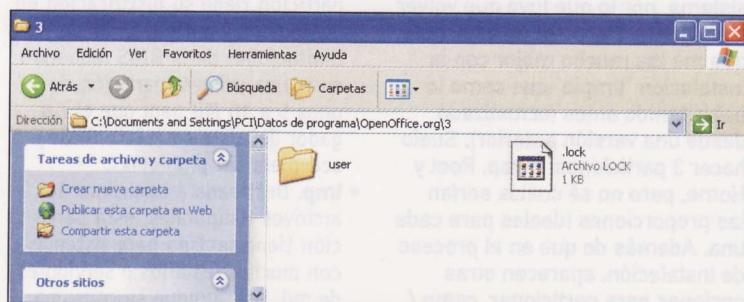 3
Archivo Edición Ver Favoritos Herramientas Ayuda
Atrás Búsqueda Carpetas
Dirección C:\Documents and Settings\PCI\Datos de programa\OpenOffice.org\3 Ir
Tareas de archivo y carpeta
Crear nueva carpeta
Publicar esta carpeta en Web
Compartir esta carpeta
Otros sitios
user
.lock
Archivo LOCK
1 KB